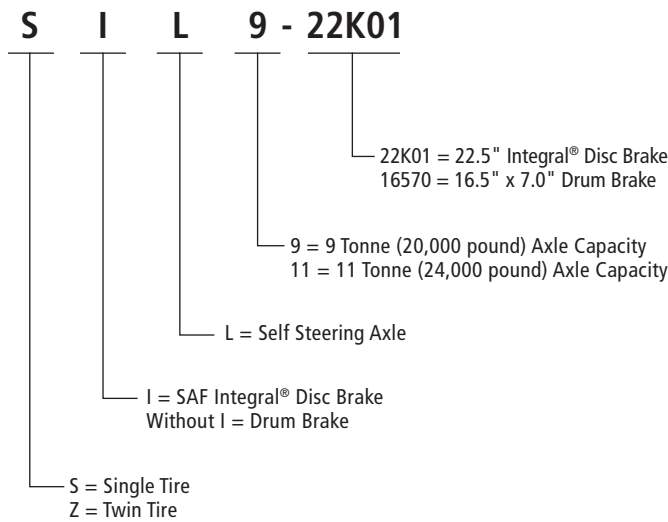 S I L 9 - 22K01
22K01 = 22.5" Integral® Disc Brake
16570 = 16.5" x 7.0" Drum Brake
9 = 9 Tonne (20,000 pound) Axle Capacity
11 = 11 Tonne (24,000 pound) Axle Capacity
L = Self Steering Axle
I = SAF Integral® Disc Brake
Without I = Drum Brake
S = Single Tire
Z = Twin Tire